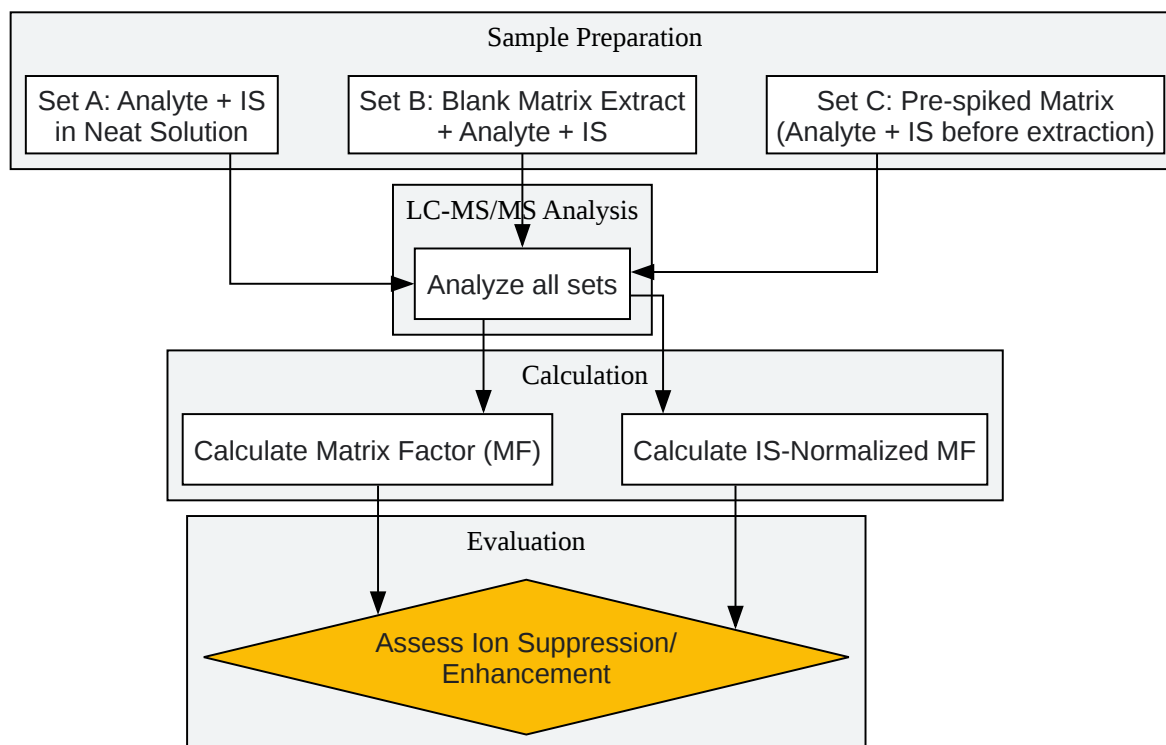 Sample Preparation
Set A: Analyte + IS
in Neat Solution
Set B: Blank Matrix Extract
+ Analyte + IS
Set C: Pre-spiked Matrix
(Analyte + IS before extraction)
LC-MS/MS Analysis
Analyze all sets
Calculation
Calculate Matrix Factor (MF)
Calculate IS-Normalized MF
Evaluation
Assess Ion Suppression/
Enhancement